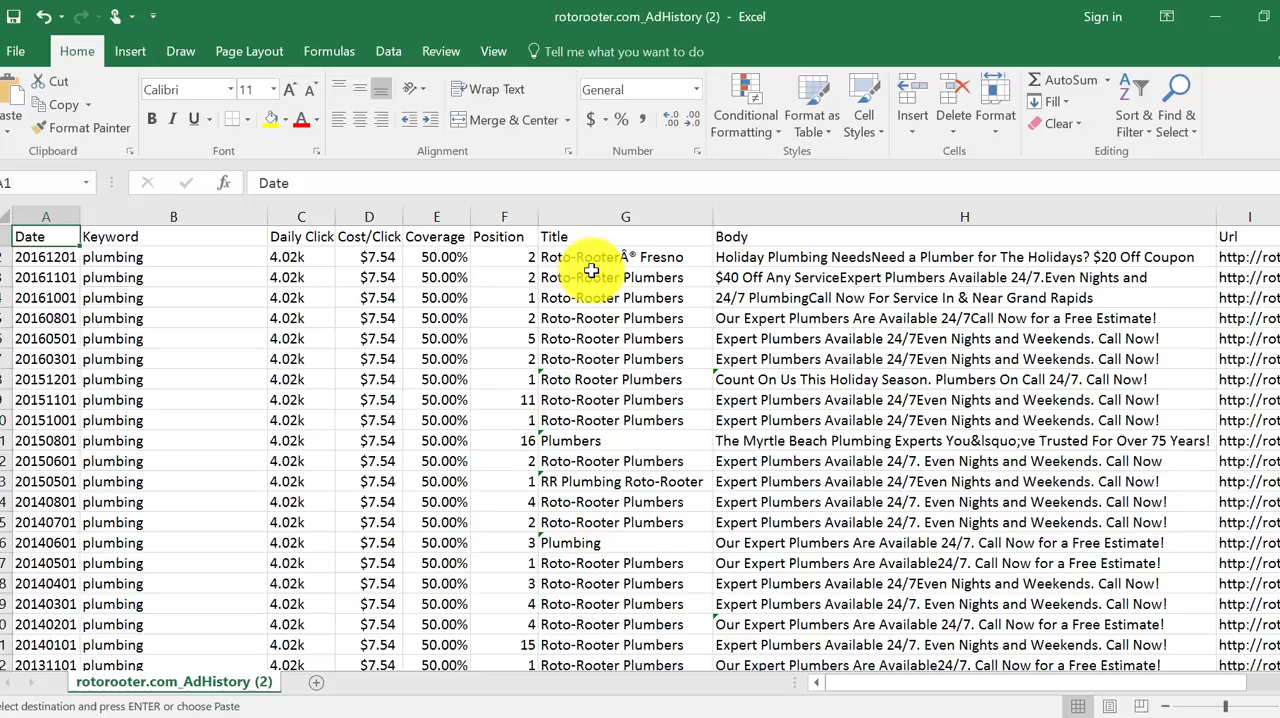 rotorooter.com_AdHistory (2) - Excel Sign in
File Home Insert Draw Page Layout Formulas Data Review View Tell me what you want to do
Cut
Copy
Format Painter
Clipboard
Calibri 11
B I U A
Font
Wrap Text
Merge & Center
Alignment
General
$ % , .00
Number
Conditional Formatting
Format as Table
Cell Styles
Styles
Insert Delete Format
Cells
AutoSum
Fill
Clear
Sort & Filter
Find & Select
Editing
fx Date
A B C D E F G H I
Date Keyword Daily Click Cost/Click Coverage Position Title Body Url
20161201 plumbing 4.02k $7.54 50.00% 2 Roto-RooterÂ® Fresno Holiday Plumbing NeedsNeed a Plumber for The Holidays? $20 Off Coupon http://rot
20161101 plumbing 4.02k $7.54 50.00% 2 Roto-Rooter Plumbers $40 Off Any ServiceExpert Plumbers Available 24/7.Even Nights and http://rot
20161001 plumbing 4.02k $7.54 50.00% 1 Roto-Rooter Plumbers 24/7 PlumbingCall Now For Service In & Near Grand Rapids http://rot
20160801 plumbing 4.02k $7.54 50.00% 2 Roto-Rooter Plumbers Our Expert Plumbers Are Available 24/7Call Now for a Free Estimate! http://rot
20160501 plumbing 4.02k $7.54 50.00% 5 Roto-Rooter Plumbers Expert Plumbers Available 24/7Even Nights and Weekends. Call Now! http://rot
20160301 plumbing 4.02k $7.54 50.00% 2 Roto-Rooter Plumbers Expert Plumbers Available 24/7Even Nights and Weekends. Call Now! http://rot
20151201 plumbing 4.02k $7.54 50.00% 1 Roto Rooter Plumbers Count On Us This Holiday Season. Plumbers On Call 24/7. Call Now! http://rot
20151101 plumbing 4.02k $7.54 50.00% 11 Roto-Rooter Plumbers Expert Plumbers Available 24/7Even Nights and Weekends. Call Now! http://rot
20151001 plumbing 4.02k $7.54 50.00% 1 Roto-Rooter Plumbers Expert Plumbers Available 24/7Even Nights and Weekends. Call Now! http://rot
20150801 plumbing 4.02k $7.54 50.00% 16 Plumbers The Myrtle Beach Plumbing Experts You&lsquo;ve Trusted For Over 75 Years! http://rot
20150601 plumbing 4.02k $7.54 50.00% 2 Roto-Rooter Plumbers Expert Plumbers Available 24/7. Even Nights and Weekends. Call Now http://rot
20150501 plumbing 4.02k $7.54 50.00% 1 RR Plumbing Roto-Rooter Expert Plumbers Available 24/7. Even Nights and Weekends. Call Now! http://rot
20140801 plumbing 4.02k $7.54 50.00% 4 Roto-Rooter Plumbers Expert Plumbers Available 24/7. Even Nights and Weekends. Call Now! http://rot
20140701 plumbing 4.02k $7.54 50.00% 2 Roto-Rooter Plumbers Expert Plumbers Available 24/7. Even Nights and Weekends. Call Now! http://rot
20140601 plumbing 4.02k $7.54 50.00% 3 Plumbing Our Expert Plumbers Are Available 24/7. Call Now for a Free Estimate! http://rot
20140501 plumbing 4.02k $7.54 50.00% 1 Roto-Rooter Plumbers Our Expert Plumbers Are Available24/7. Call Now for a Free Estimate! http://rot
20140401 plumbing 4.02k $7.54 50.00% 3 Roto-Rooter Plumbers Expert Plumbers Available 24/7Even Nights and Weekends. Call Now! http://rot
20140301 plumbing 4.02k $7.54 50.00% 4 Roto-Rooter Plumbers Expert Plumbers Available 24/7. Even Nights and Weekends. Call Now! http://rot
20140201 plumbing 4.02k $7.54 50.00% 4 Roto-Rooter Plumbers Our Expert Plumbers Are Available 24/7. Call Now for a Free Estimate! http://rot
20140101 plumbing 4.02k $7.54 50.00% 15 Roto-Rooter Plumbers Expert Plumbers Available 24/7. Even Nights and Weekends. Call Now! http://rot
20131101 plumbing 4.02k $7.54 50.00% 1 Roto-Rooter Plumbers Our Expert Plumbers Are Available24/7. Call Now for a Free Estimate! http://rot
rotorooter.com_AdHistory (2)
elect destination and press ENTER or choose Paste